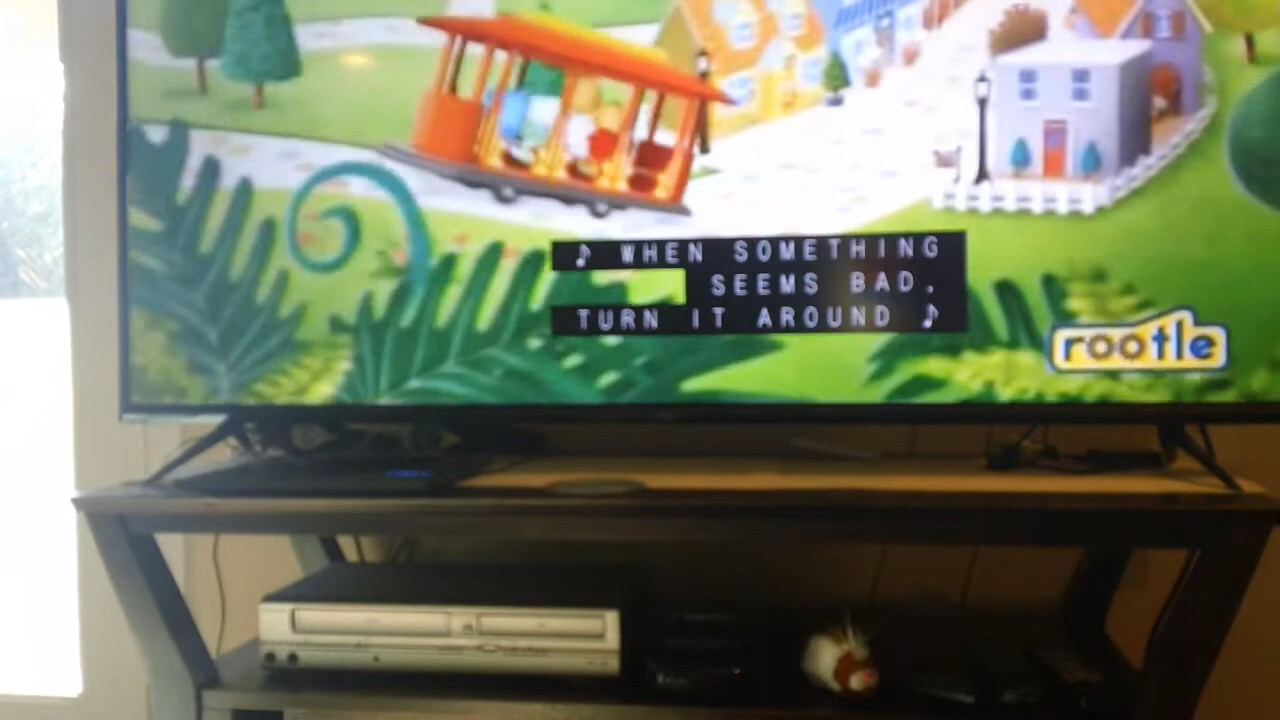 ♪ WHEN SOMETHING
SEEMS BAD,
TURN IT AROUND ♪
rootle